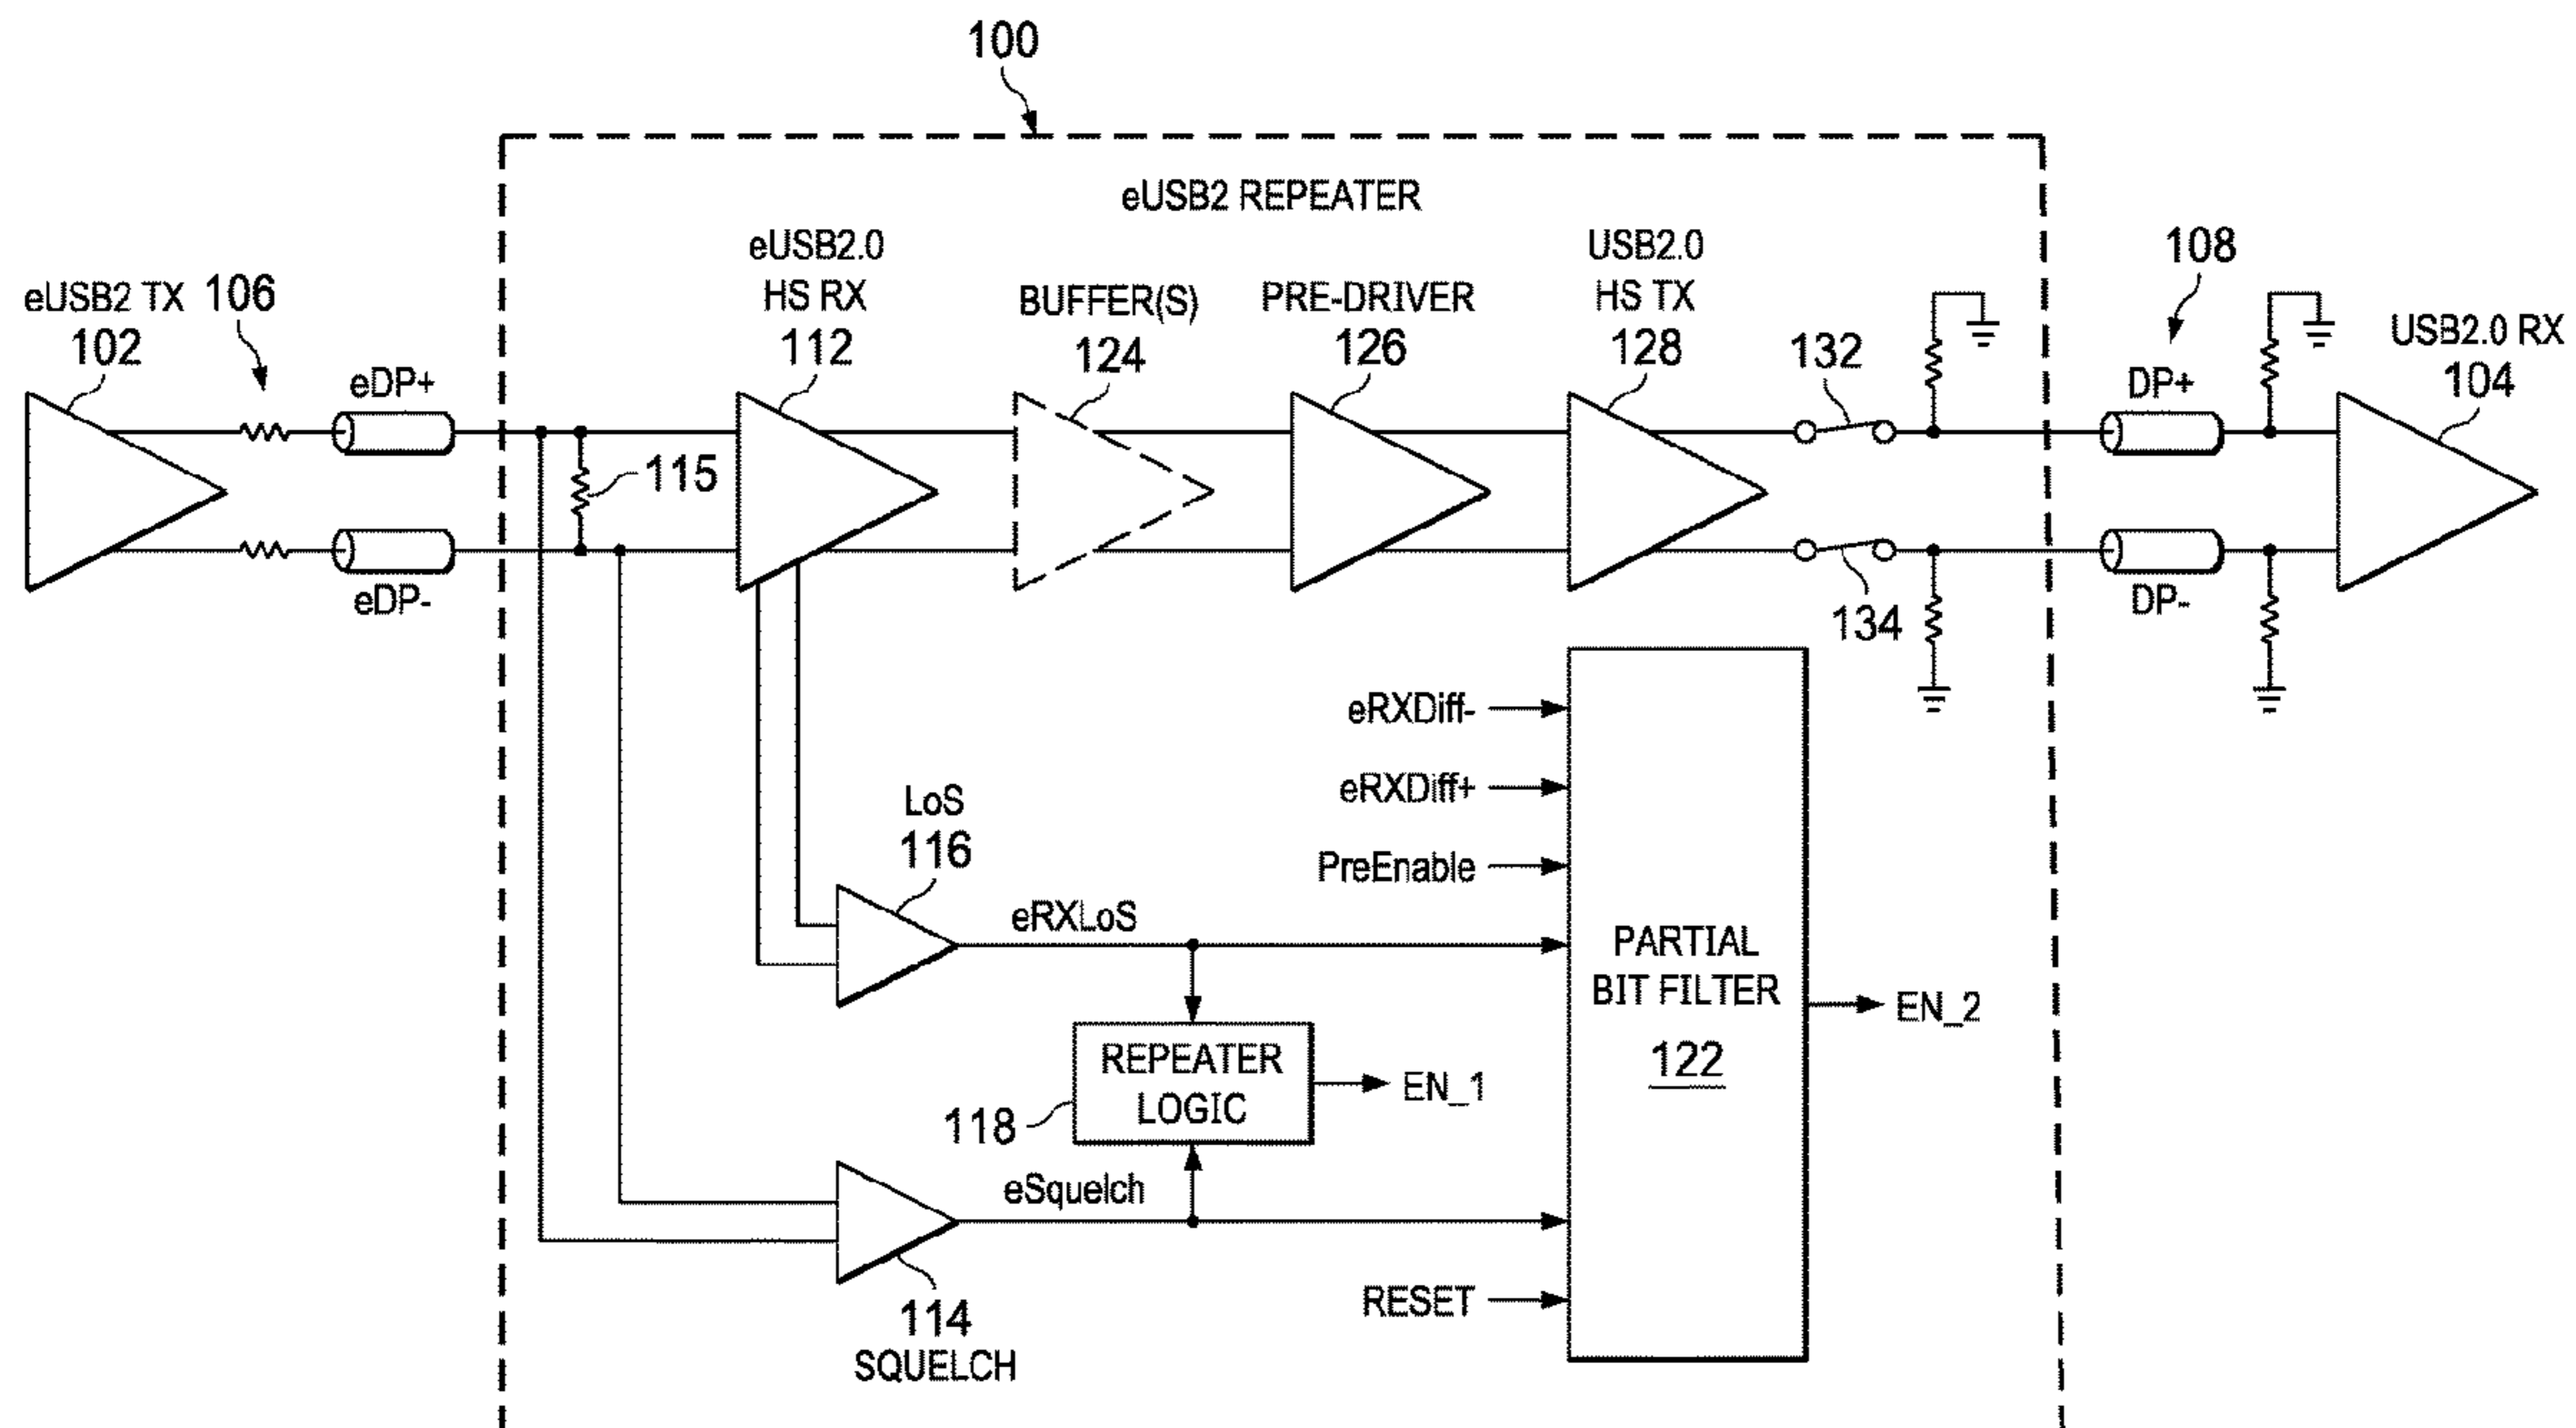 100
eUSB2 REPEATER
eUSB2 TX
102
106
eDP+
eDP-
115
eUSB2.0
HS RX
112
BUFFER(S)
124
PRE-DRIVER
126
USB2.0
HS TX
128
132
134
108
DP+
DP-
USB2.0 RX
104
LoS
116
eRXLoS
eRXDiff-
eRXDiff+
PreEnable
REPEATER
LOGIC
118
EN_1
PARTIAL
BIT FILTER
122
EN_2
eSquelch
114
SQUELCH
RESET